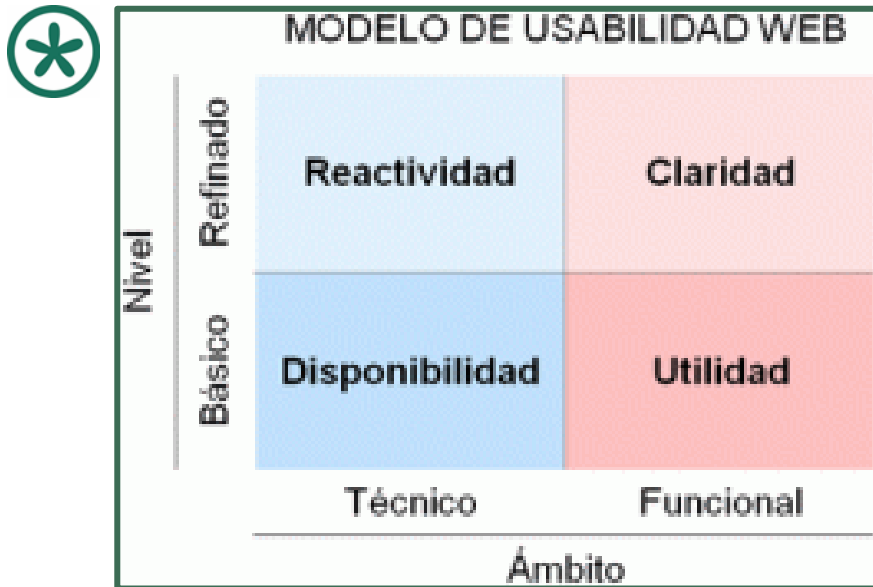 MODELO DE USABILIDAD WEB
Nivel
Refinado
Reactividad
Claridad
Básico
Disponibilidad
Utilidad
Técnico
Funcional
Ámbito